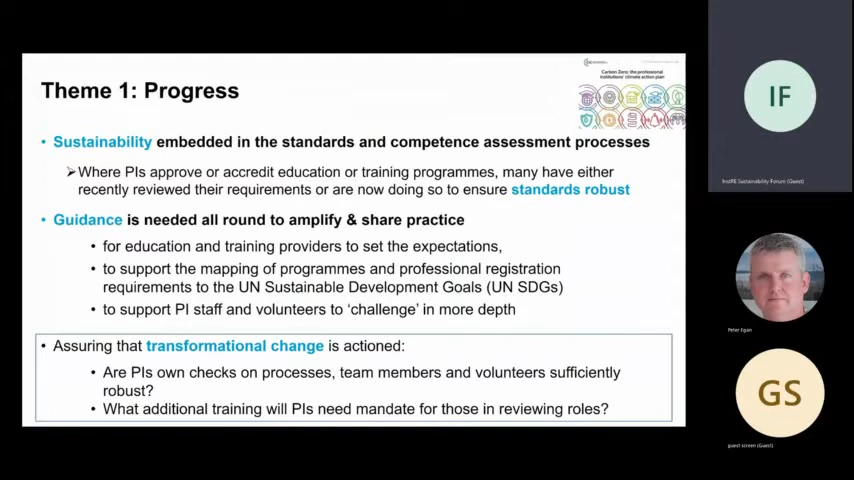 Carbon Zero: the professional
institutions' climate action plan
Theme 1: Progress
• Sustainability embedded in the standards and competence assessment processes
➢Where PIs approve or accredit education or training programmes, many have either
recently reviewed their requirements or are now doing so to ensure standards robust
• Guidance is needed all round to amplify & share practice
• for education and training providers to set the expectations,
• to support the mapping of programmes and professional registration
requirements to the UN Sustainable Development Goals (UN SDGs)
• to support PI staff and volunteers to ‘challenge’ in more depth
• Assuring that transformational change is actioned:
• Are PIs own checks on processes, team members and volunteers sufficiently
robust?
• What additional training will PIs need mandate for those in reviewing roles?
IF
InstRE Sustainability Forum (Guest)
Peter Egan
GS
guest screen (Guest)